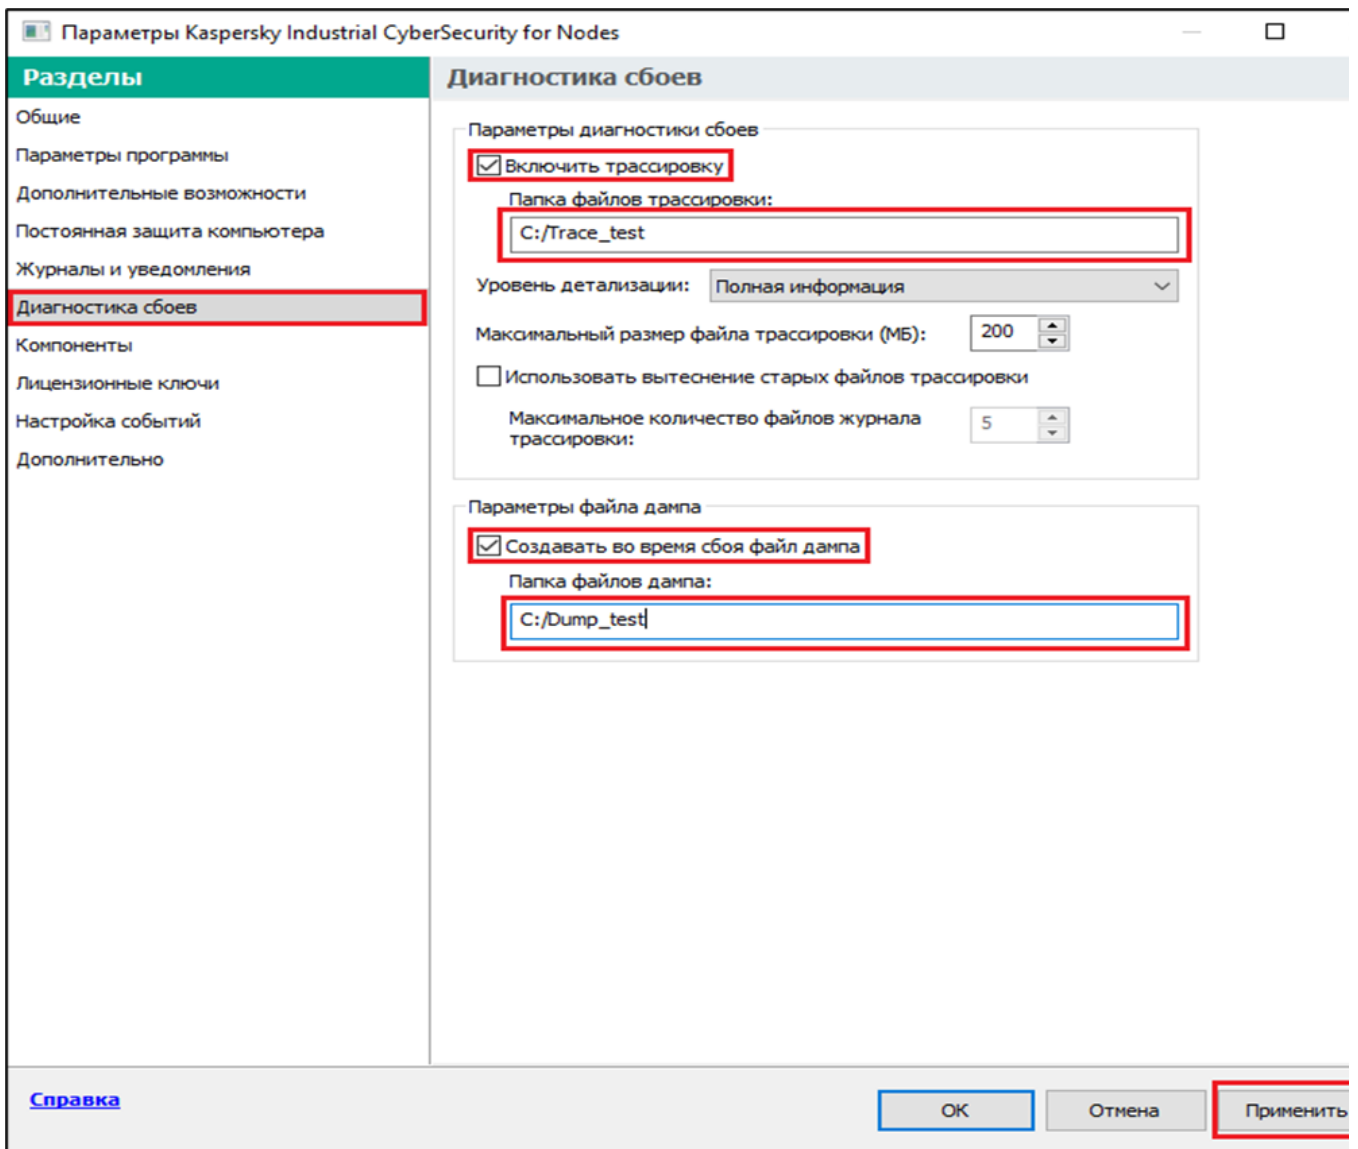 Параметры Kaspersky Industrial CyberSecurity for Nodes
Разделы
Общие
Параметры программы
Дополнительные возможности
Постоянная защита компьютера
Журналы и уведомления
Диагностика сбоев
Компоненты
Лицензионные ключи
Настройка событий
Дополнительно
Диагностика сбоев
Параметры диагностики сбоев
Включить трассировку
Папка файлов трассировки:
C:/Trace_test
Уровень детализации: Полная информация
Максимальный размер файла трассировки (МБ): 200
Использовать вытеснение старых файлов трассировки
Максимальное количество файлов журнала 5
трассировки:
Параметры файла дампа
Создавать во время сбоя файл дампа
Папка файлов дампа:
C:/Dump_test
Справка
ОК
Отмена
Применить